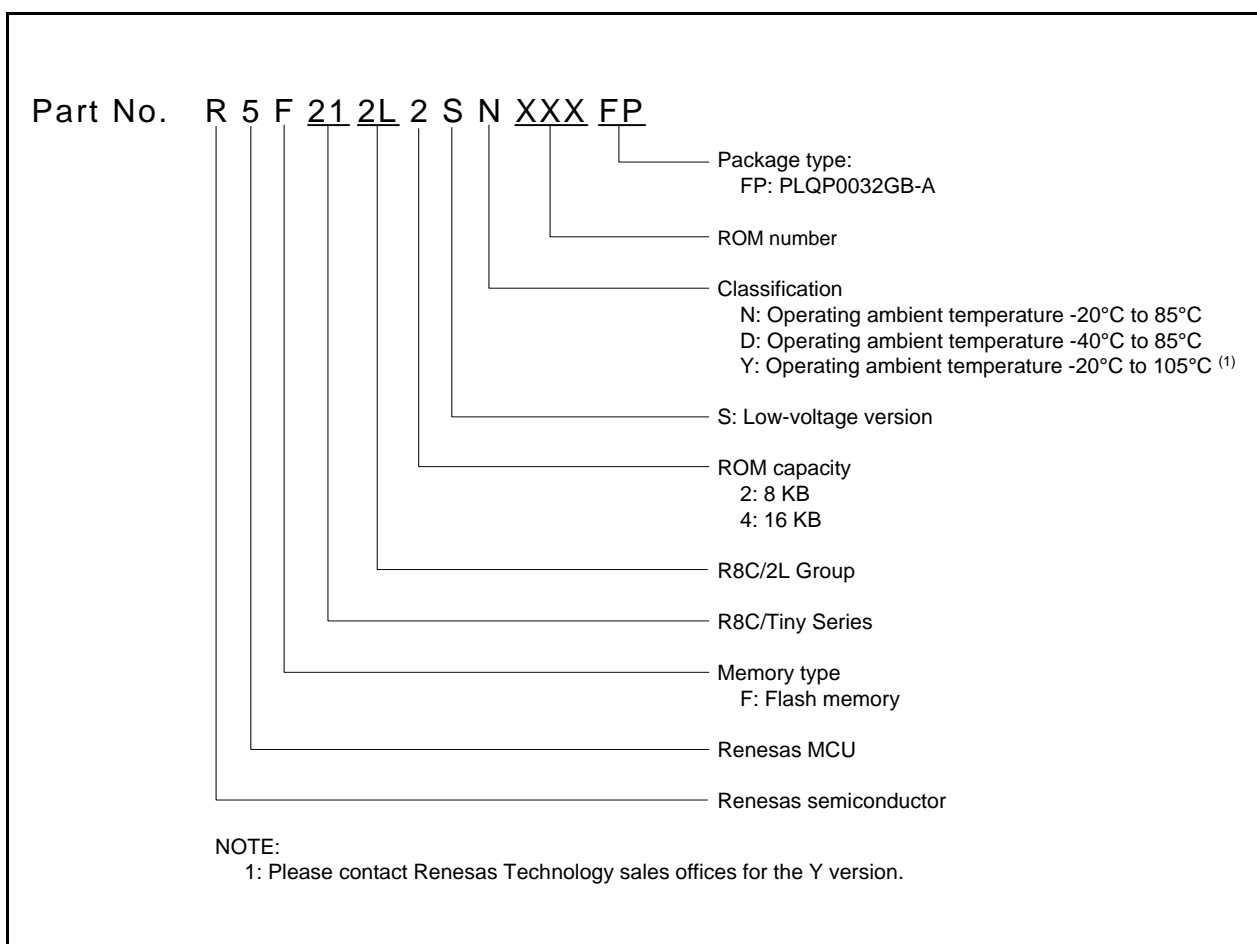 Part No. R 5 F 21 2L 2 S N XXX FP
Package type:
FP: PLQP0032GB-A
ROM number
Classification
N: Operating ambient temperature -20°C to 85°C
D: Operating ambient temperature -40°C to 85°C
Y: Operating ambient temperature -20°C to 105°C (1)
S: Low-voltage version
ROM capacity
2: 8 KB
4: 16 KB
R8C/2L Group
R8C/Tiny Series
Memory type
F: Flash memory
Renesas MCU
Renesas semiconductor
NOTE:
1: Please contact Renesas Technology sales offices for the Y version.